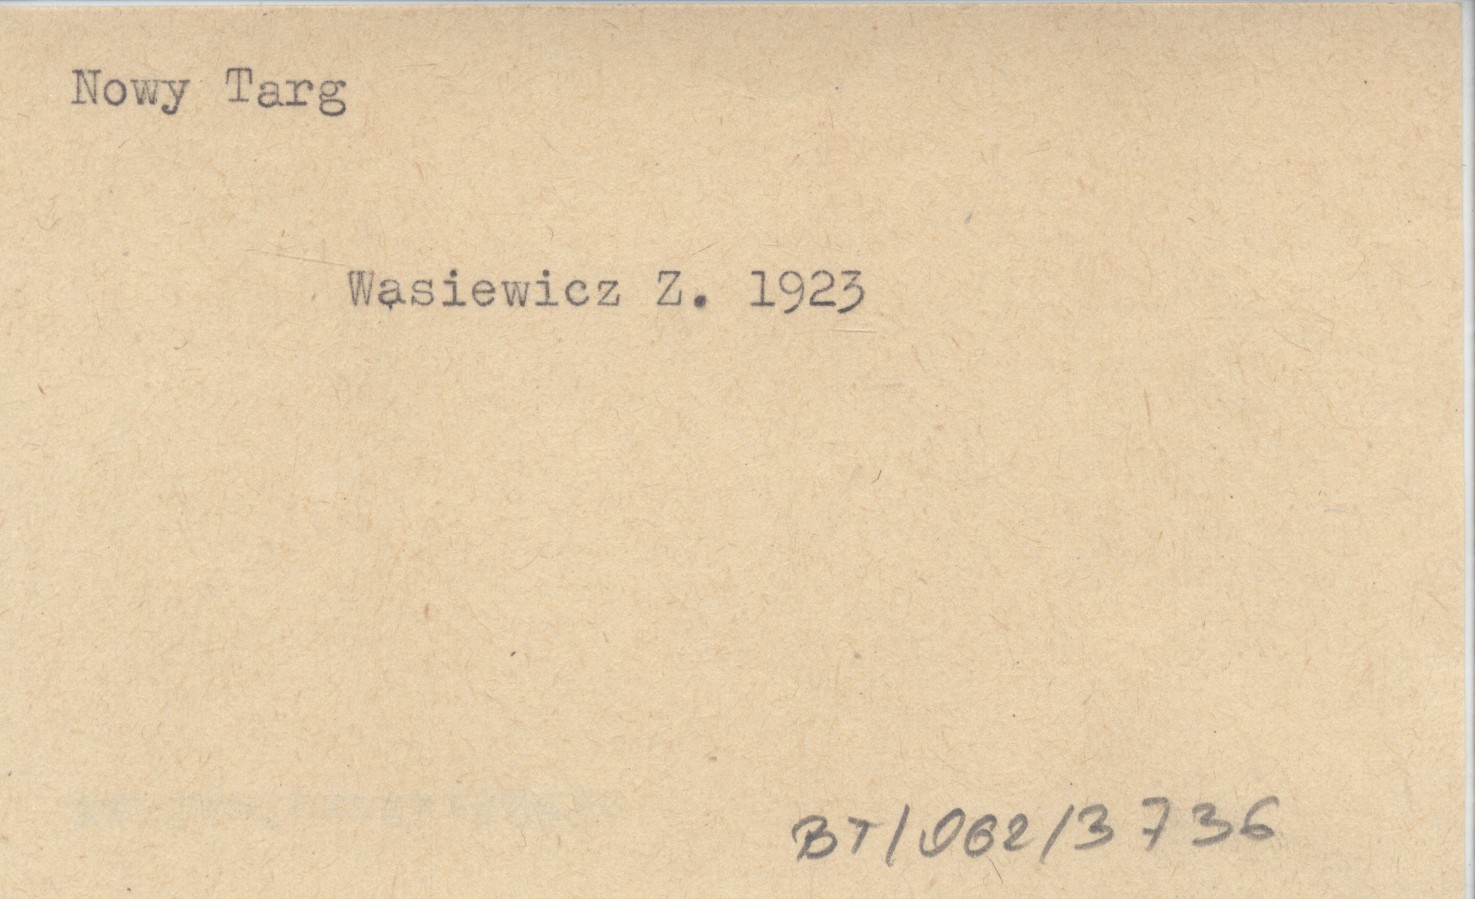 Nowy Targ
Wąsiewicz Z. 1923
BT/062/3736